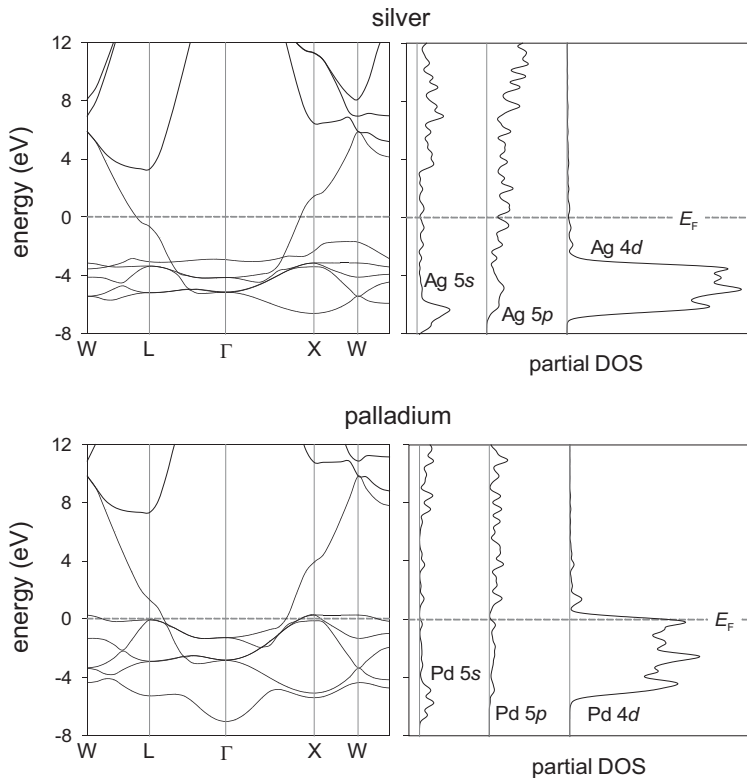 silver
energy (eV)
12
8
4
0
-4
-8
W L Γ X W
E_F
Ag 4d
Ag 5s
Ag 5p
partial DOS
palladium
energy (eV)
12
8
4
0
-4
-8
W L Γ X W
E_F
Pd 5s
Pd 5p
Pd 4d
partial DOS